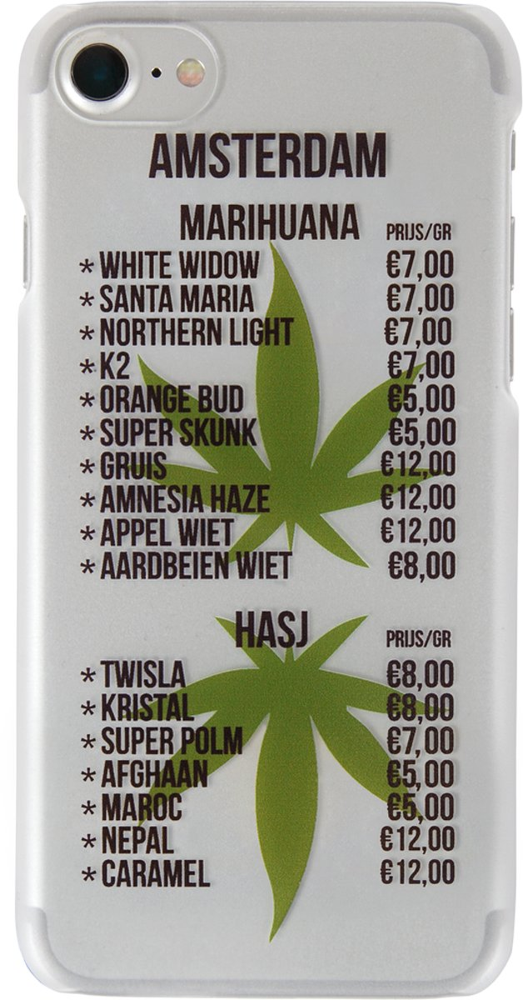 AMSTERDAM
MARIHUANA PRIJS/GR
* WHITE WIDOW €7,00
* SANTA MARIA €7,00
* NORTHERN LIGHT €7,00
* K2 €7,00
* ORANGE BUD €5,00
* SUPER SKUNK €5,00
* GRUIS €12,00
* AMNESIA HAZE €12,00
* APPEL WIET €12,00
* AARDBEIEN WIET €8,00
HASJ PRIJS/GR
* TWISLA €8,00
* KRISTAL €8,00
* SUPER POLM €7,00
* AFGHAAN €5,00
* MAROC €5,00
* NEPAL €12,00
* CARAMEL €12,00